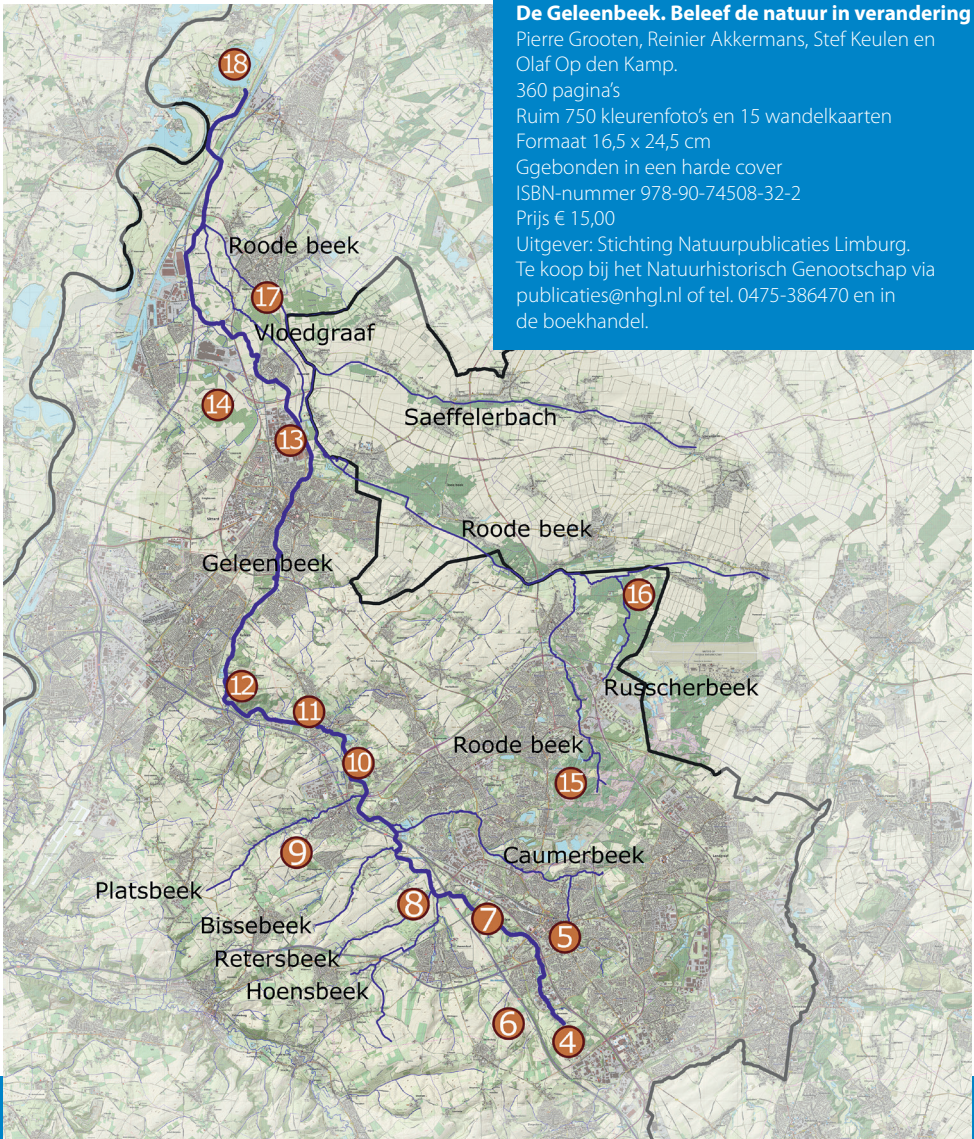 De Geleenbeek. Beleef de natuur in verandering
Pierre Grooten, Reinier Akkermans, Stef Keulen en
Olaf Op den Kamp.
360 pagina's
Ruim 750 kleurenfoto's en 15 wandelkaarten
Formaat 16,5 x 24,5 cm
Ggebonden in een harde cover
ISBN-nummer 978-90-74508-32-2
Prijs € 15,00
Uitgever: Stichting Natuurpublicaties Limburg.
Te koop bij het Natuurhistorisch Genootschap via
publicaties@nhgl.nl of tel. 0475-386470 en in
de boekhandel.
18
Roode beek
17
Vloedgraaf
14
Saeffelerbach
13
Roode beek
Geleenbeek
16
12
Russcherbeek
11
Roode beek
10
15
9
Caumerbeek
Platsbeek
8
Bissebeek
7
5
Retersbeek
Hoensbeek
6
4